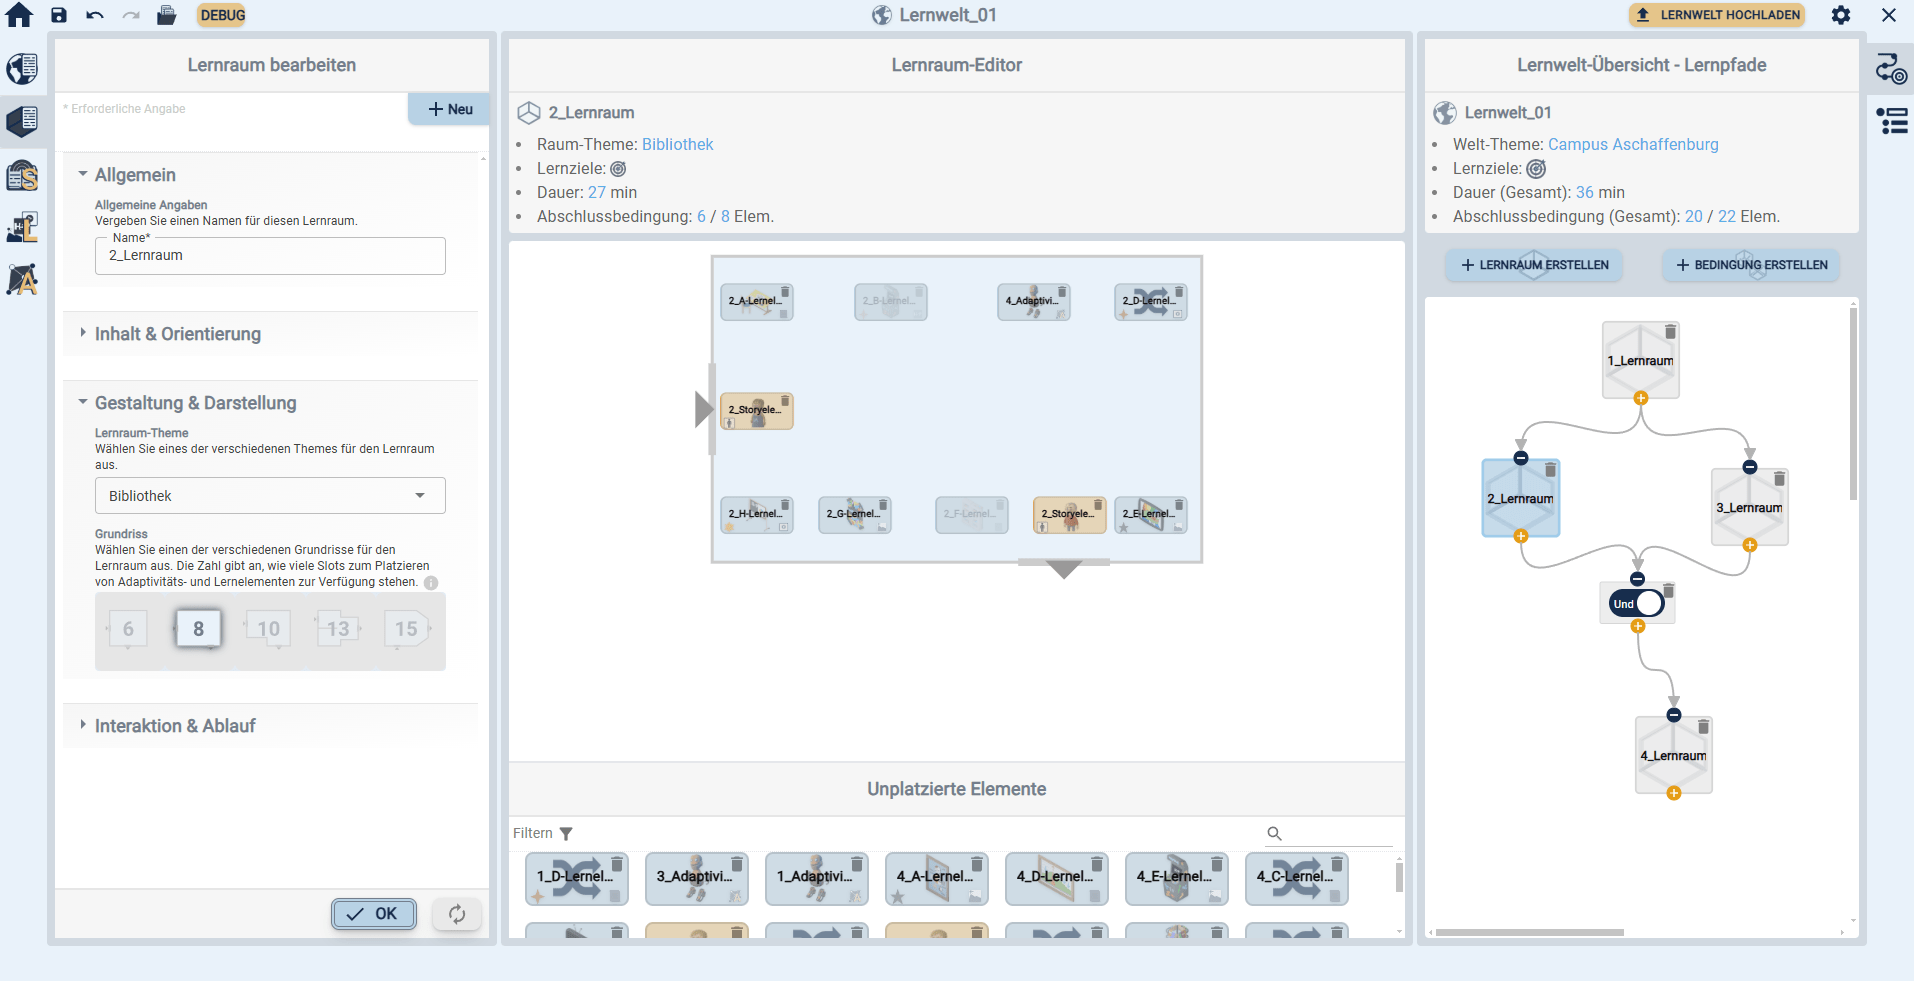 DEBUG
Lernwelt_01
LERNWELT HOCHLADEN
Lernraum bearbeiten
* Erforderliche Angabe
Neu
Allgemein
Allgemeine Angaben
Vergeben Sie einen Namen für diesen Lernraum.
Name*
2_Lernraum
Inhalt & Orientierung
Gestaltung & Darstellung
Lernraum-Theme
Wählen Sie eines der verschiedenen Themes für den Lernraum
aus.
Bibliothek
Grundriss
Wählen Sie einen der verschiedenen Grundrisse für den
Lernraum aus. Die Zahl gibt an, wie viele Slots zum Platzieren
von Adaptivitäts- und Lernelementen zur Verfügung stehen.
6 8 10 13 15
Interaktion & Ablauf
OK
Lernraum-Editor
2_Lernraum
Raum-Theme: Bibliothek
Lernziele:
Dauer: 27 min
Abschlussbedingung: 6 / 8 Elem.
2_A-Lernel... 2_B-Lernel... 4_Adaptivi... 2_D-Lernel...
2_Storyele...
2_H-Lernel... 2_G-Lernel... 2_F-Lernel... 2_Storyele... 2_E-Lernel...
Unplatzierte Elemente
Filtern
1_D-Lernel... 3_Adaptivi... 1_Adaptivi... 4_A-Lernel... 4_D-Lernel... 4_E-Lernel... 4_C-Lernel...
Lernwelt-Übersicht - Lernpfade
Lernwelt_01
Welt-Theme: Campus Aschaffenburg
Lernziele:
Dauer (Gesamt): 36 min
Abschlussbedingung (Gesamt): 20 / 22 Elem.
LERNRAUM ERSTELLEN
BEDINGUNG ERSTELLEN
1_Lernraum
2_Lernraum
3_Lernraum
Und
4_Lernraum